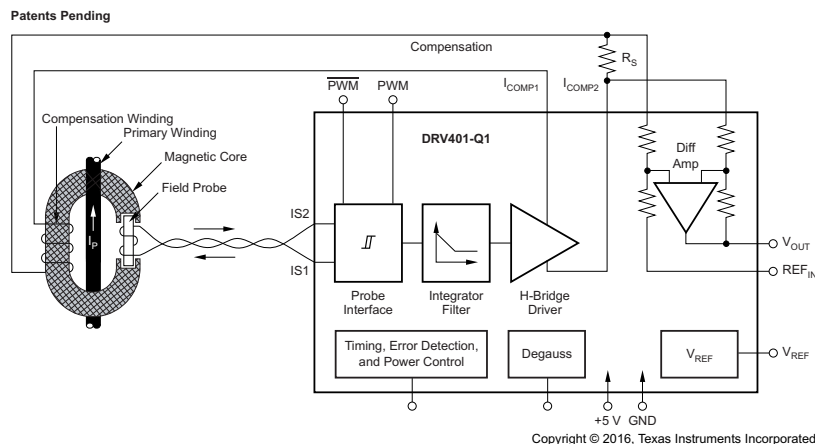 Patents Pending
Compensation
R_S
PWM
PWM
I_COMP1
I_COMP2
Compensation Winding
Primary Winding
Magnetic Core
Field Probe
DRV401-Q1
Diff
Amp
IS2
I_P
IS1
V_OUT
REF_IN
Probe
Interface
Integrator
Filter
H-Bridge
Driver
Timing, Error Detection,
and Power Control
Degauss
V_REF
V_REF
+5 V
GND
Copyright © 2016, Texas Instruments Incorporated